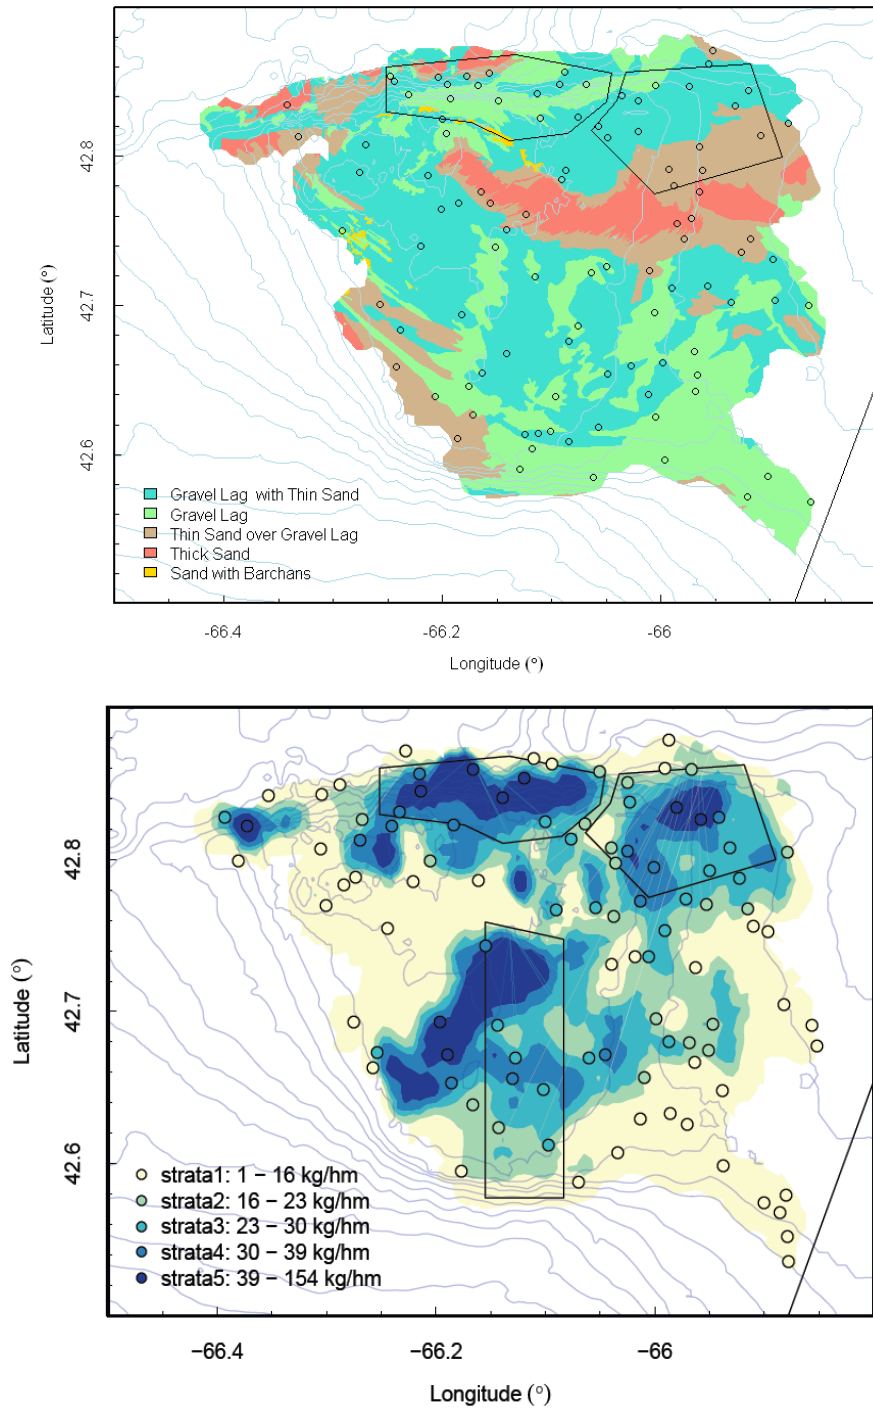 42.8
42.7
42.6
Latitude (°)
Gravel Lag with Thin Sand
Gravel Lag
Thin Sand over Gravel Lag
Thick Sand
Sand with Barchans
-66.4 -66.2 -66
Longitude (°)
42.8
42.7
42.6
Latitude (°)
strata1: 1 − 16 kg/hm
strata2: 16 − 23 kg/hm
strata3: 23 − 30 kg/hm
strata4: 30 − 39 kg/hm
strata5: 39 − 154 kg/hm
−66.4 −66.2 −66
Longitude (°)